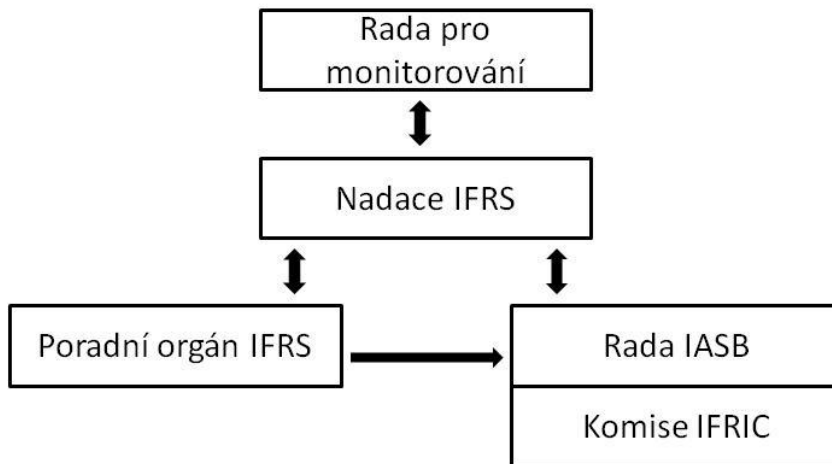 Rada pro
monitorování
Nadace IFRS
Poradní orgán IFRS
Rada IASB
Komise IFRIC